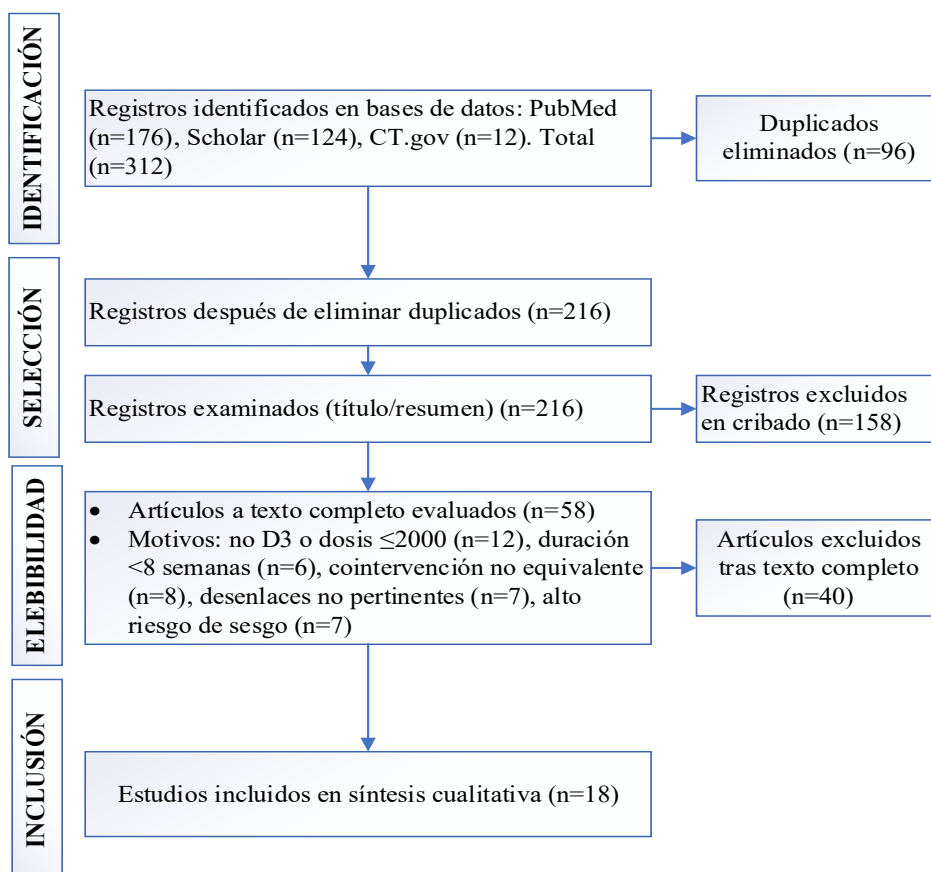 IDENTIFICACIÓN
Registros identificados en bases de datos: PubMed
(n=176), Scholar (n=124), CT.gov (n=12). Total
(n=312)
Duplicados
eliminados (n=96)
SELECCIÓN
Registros después de eliminar duplicados (n=216)
Registros examinados (título/resumen) (n=216)
Registros excluidos
en cribado (n=158)
ELEBIBILIDAD
• Artículos a texto completo evaluados (n=58)
• Motivos: no D3 o dosis ≤2000 (n=12), duración
<8 semanas (n=6), cointervención no equivalente
(n=8), desenlaces no pertinentes (n=7), alto
riesgo de sesgo (n=7)
Artículos excluidos
tras texto completo
(n=40)
INCLUSIÓN
Estudios incluidos en síntesis cualitativa (n=18)